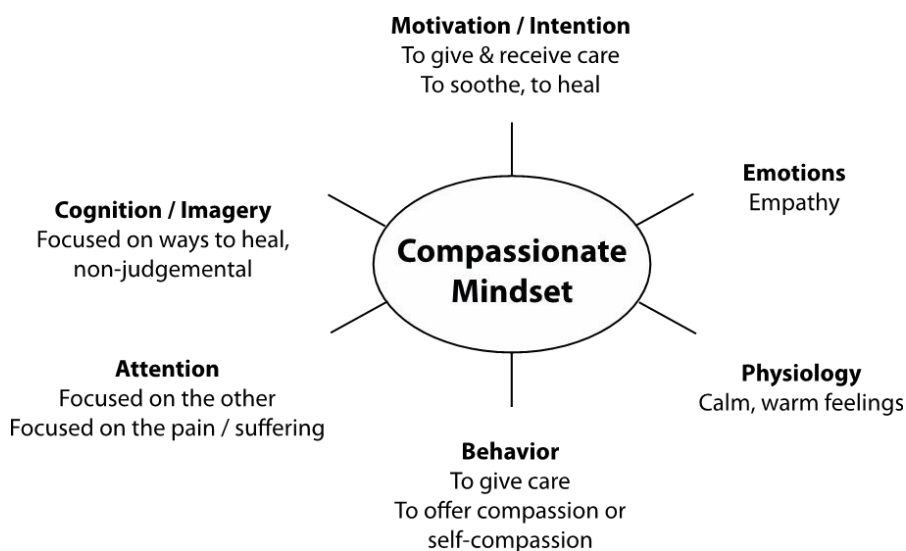 Motivation / Intention
To give & receive care
To soothe, to heal
Emotions
Empathy
Cognition / Imagery
Focused on ways to heal,
non-judgemental
Compassionate
Mindset
Attention
Focused on the other
Focused on the pain / suffering
Physiology
Calm, warm feelings
Behavior
To give care
To offer compassion or
self-compassion